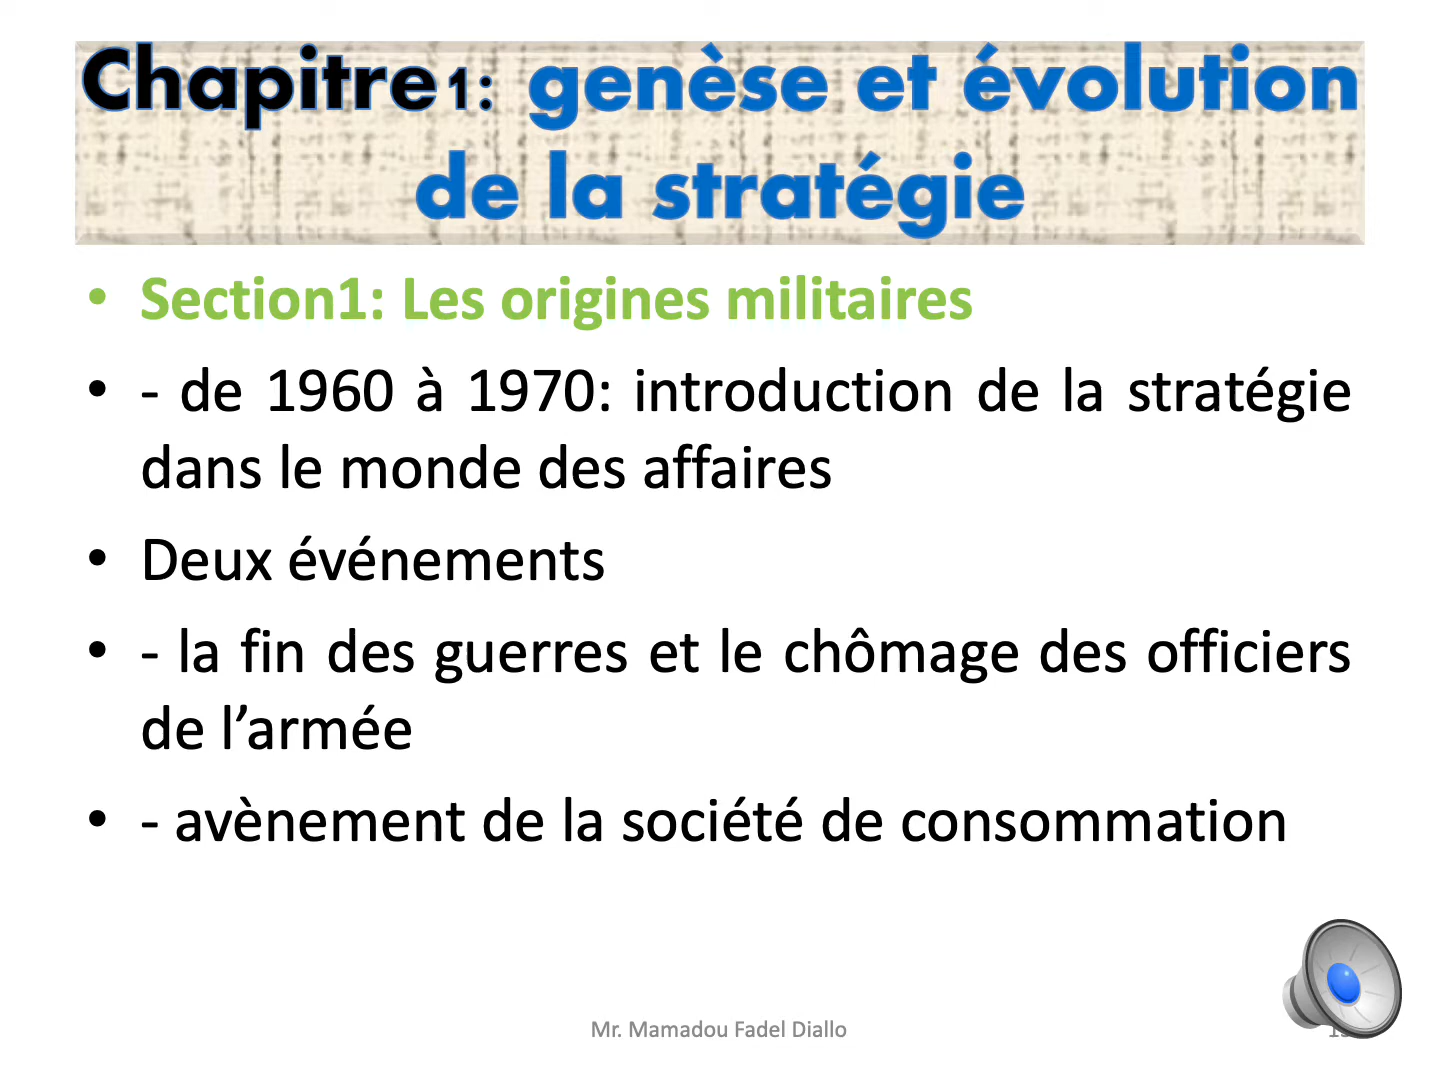 Chapitre1: genèse et évolution
de la stratégie
• Section1: Les origines militaires
• - de 1960 à 1970: introduction de la stratégie
dans le monde des affaires
• Deux événements
• - la fin des guerres et le chômage des officiers
de l’armée
• - avènement de la société de consommation
Mr. Mamadou Fadel Diallo